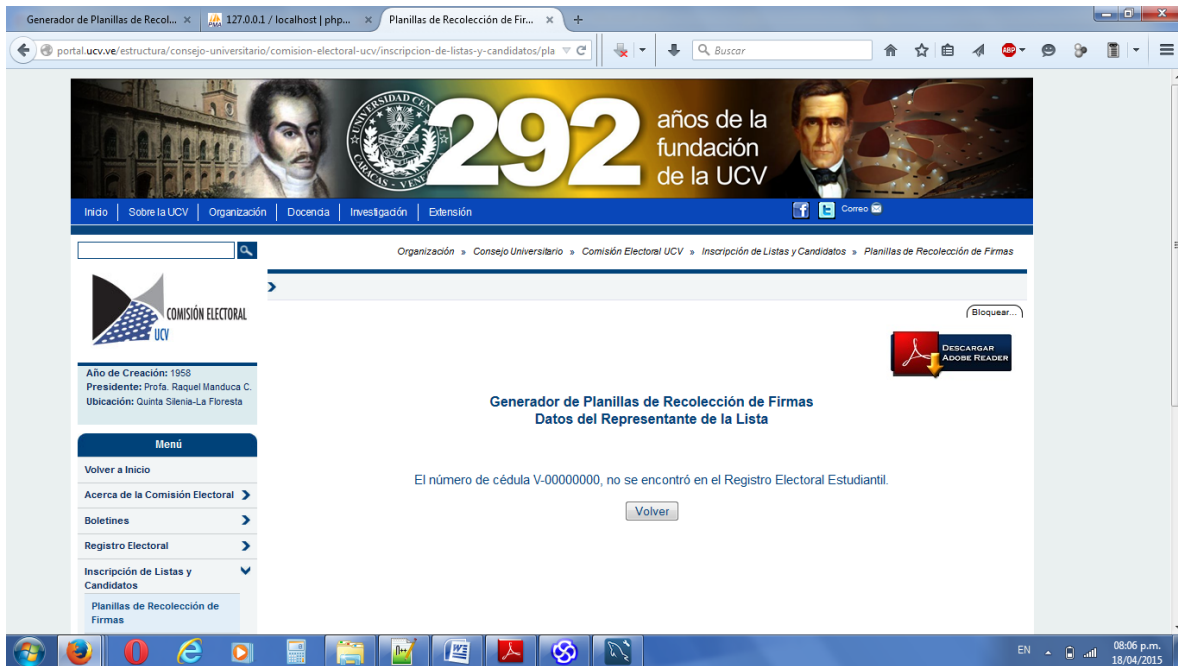 Generador de Planillas de Recol...
127.0.0.1 / localhost | php...
Planillas de Recolección de Fir...
portal.ucv.ve/estructura/consejo-universitario/comision-electoral-ucv/inscripcion-de-listas-y-candidatos/pla
Buscar
ABP
UNIVERSIDAD CE
CARACAS - VENE
292
años de la
fundación
de la UCV
Inicio
Sobre la UCV
Organización
Docencia
Investigación
Extensión
Correo
Organización » Consejo Universitario » Comisión Electoral UCV » Inscripción de Listas y Candidatos » Planillas de Recolección de Firmas
COMISIÓN ELECTORAL
UCV
Bloquear...
DESCARGAR
ADOBE READER
Año de Creación: 1958
Presidente: Profa. Raquel Manduca C.
Ubicación: Quinta Silenia-La Floresta
Generador de Planillas de Recolección de Firmas
Datos del Representante de la Lista
Menú
Volver a Inicio
Acerca de la Comisión Electoral
Boletines
Registro Electoral
Inscripción de Listas y
Candidatos
Planillas de Recolección de
Firmas
El número de cédula V-00000000, no se encontró en el Registro Electoral Estudiantil.
Volver
EN
08:06 p.m.
18/04/2015